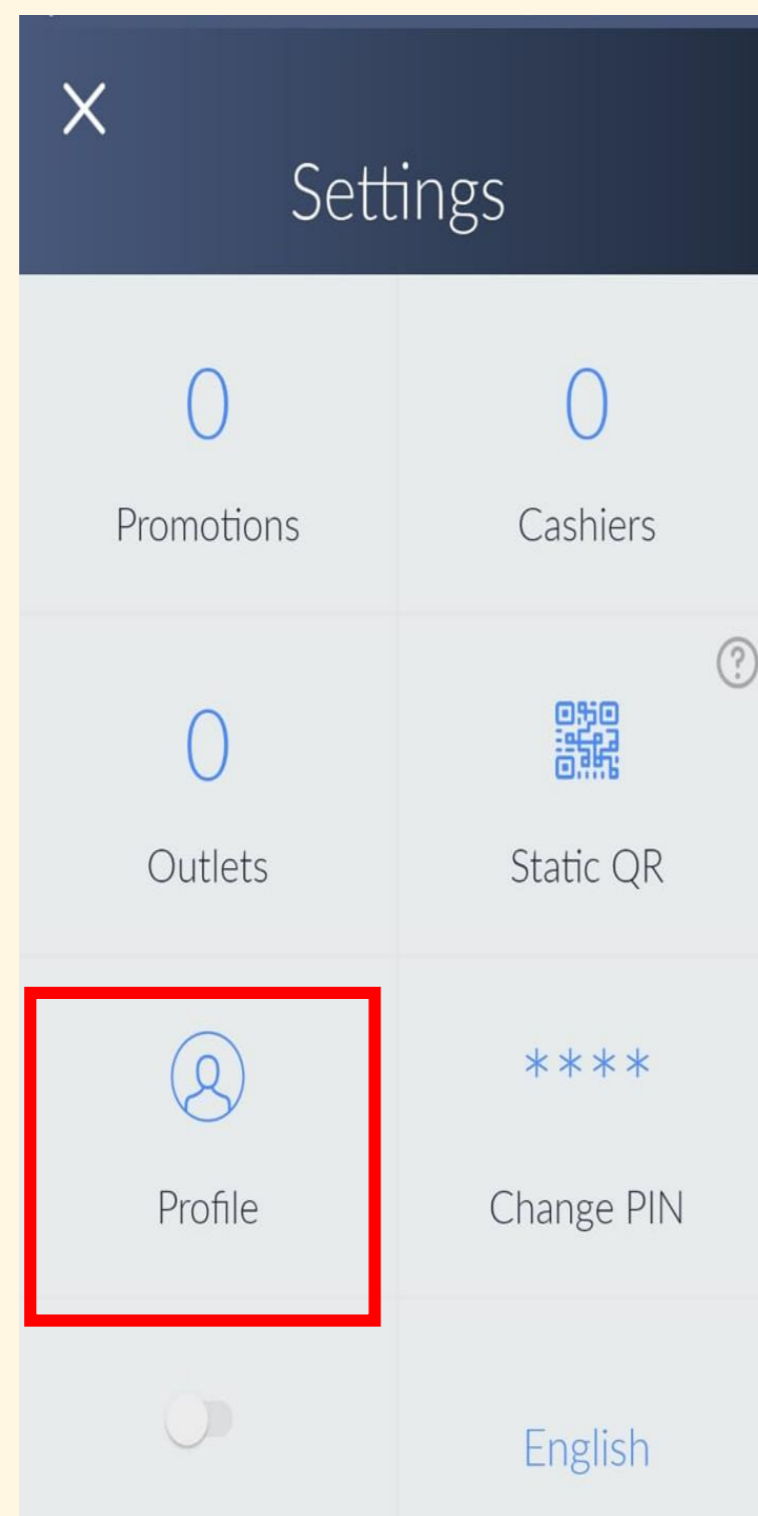 Settings
0 0
Promotions Cashiers
?
0
Outlets Static QR
****
Profile Change PIN
English